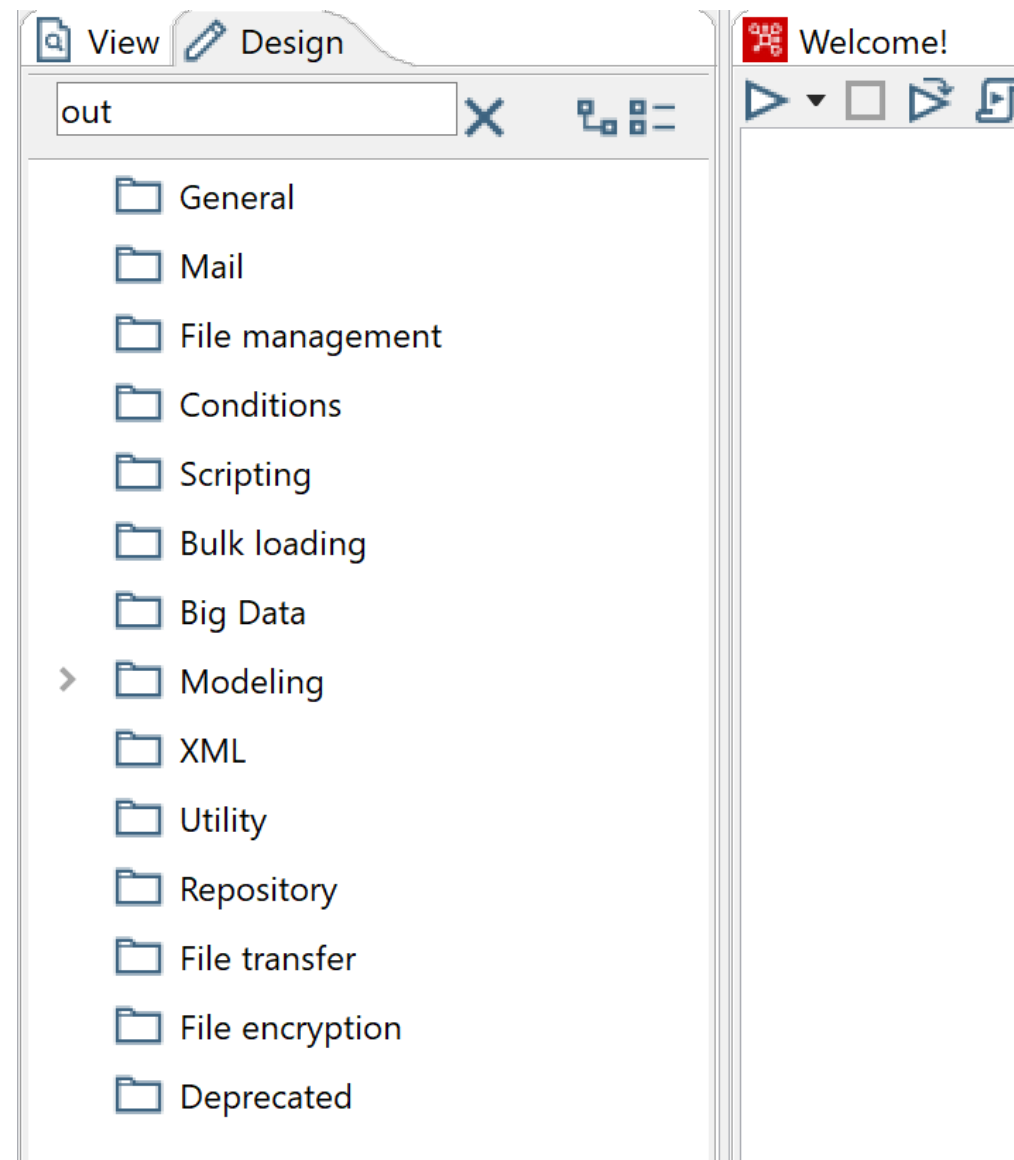 View Design Welcome!
out
General
Mail
File management
Conditions
Scripting
Bulk loading
Big Data
Modeling
XML
Utility
Repository
File transfer
File encryption
Deprecated